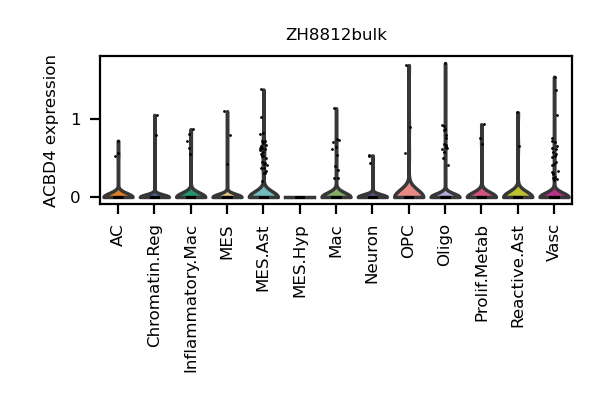 ZH8812bulk
ACBD4 expression
1
0
AC
Chromatin.Reg
Inflammatory.Mac
MES
MES.Ast
MES.Hyp
Mac
Neuron
OPC
Oligo
Prolif.Metab
Reactive.Ast
Vasc